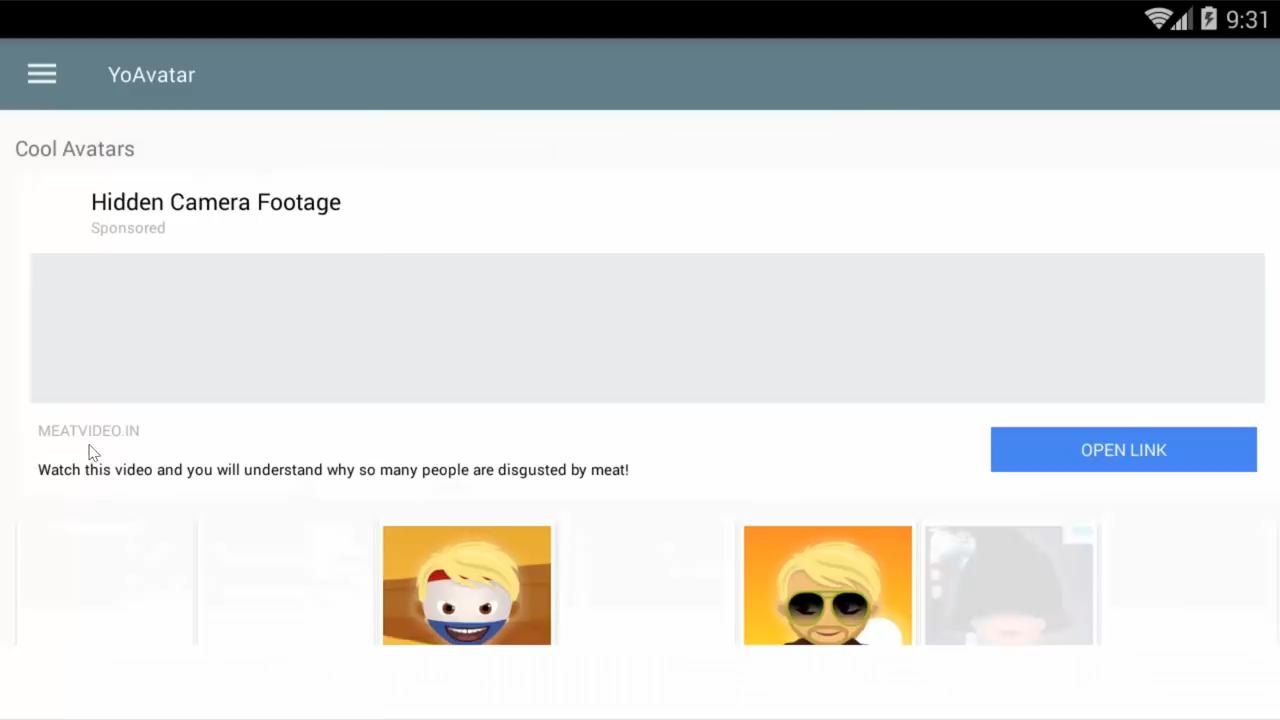 9:31
YoAvatar
Cool Avatars
Hidden Camera Footage
Sponsored
MEATVIDEO.IN
OPEN LINK
Watch this video and you will understand why so many people are disgusted by meat!